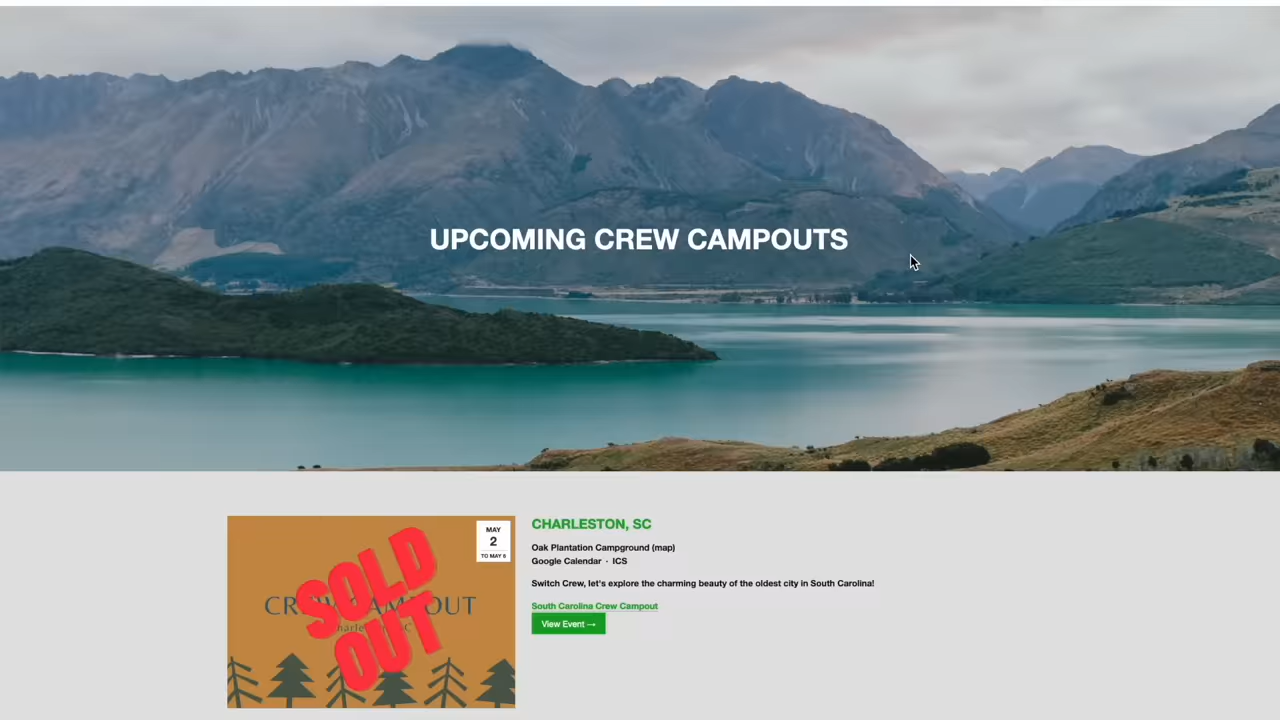 UPCOMING CREW CAMPOUTS
MAY
2
TO MAY 6
SOLD
OUT
CREW CAMPOUT
CHARLESTON, SC
Oak Plantation Campground (map)
Google Calendar · ICS
Switch Crew, let's explore the charming beauty of the oldest city in South Carolina!
South Carolina Crew Campout
View Event →